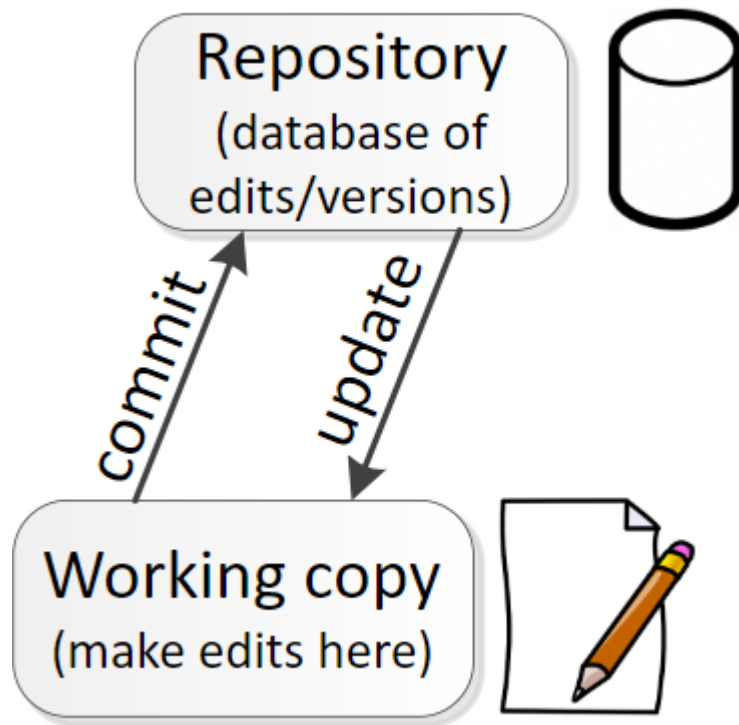 Repository
(database of
edits/versions)
commit
update
Working copy
(make edits here)